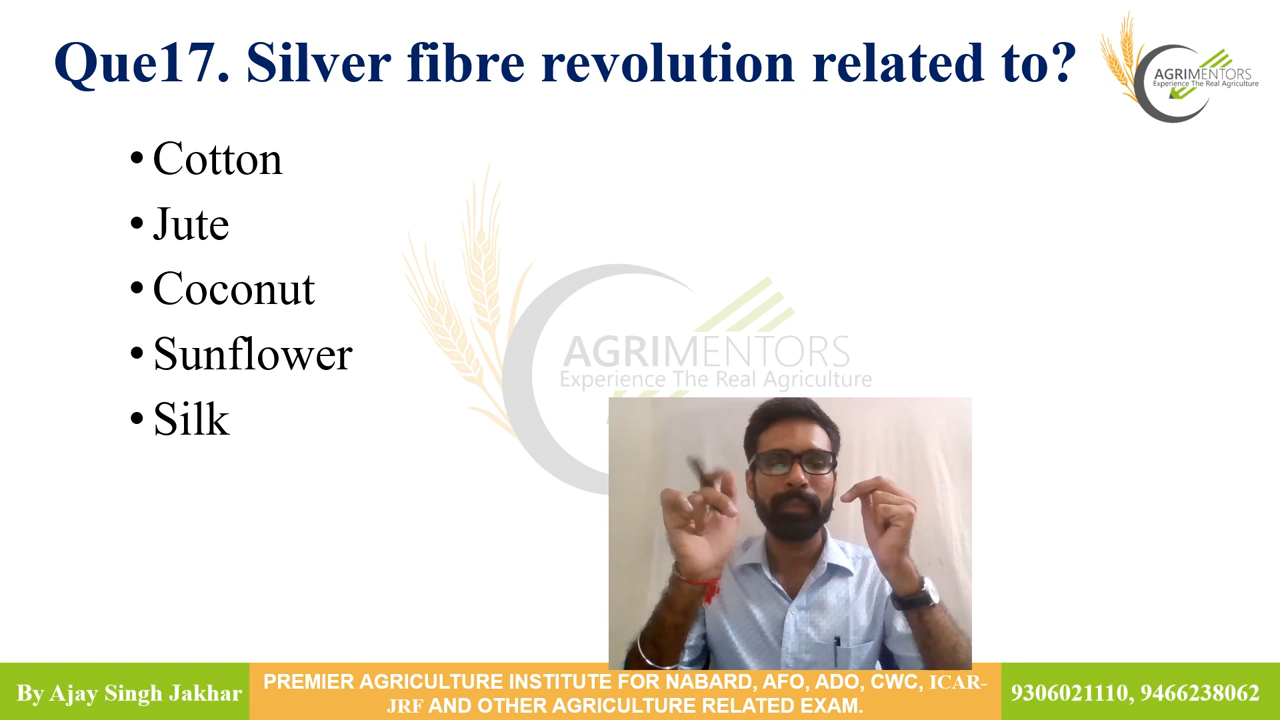 Que17. Silver fibre revolution related to?
AGRIMENTORS
Experience The Real Agriculture
• Cotton
• Jute
• Coconut
• Sunflower
• Silk
AGRIMENTORS
Experience The Real Agriculture
By Ajay Singh Jakhar
PREMIER AGRICULTURE INSTITUTE FOR NABARD, AFO, ADO, CWC, ICAR-
JRF AND OTHER AGRICULTURE RELATED EXAM.
9306021110, 9466238062